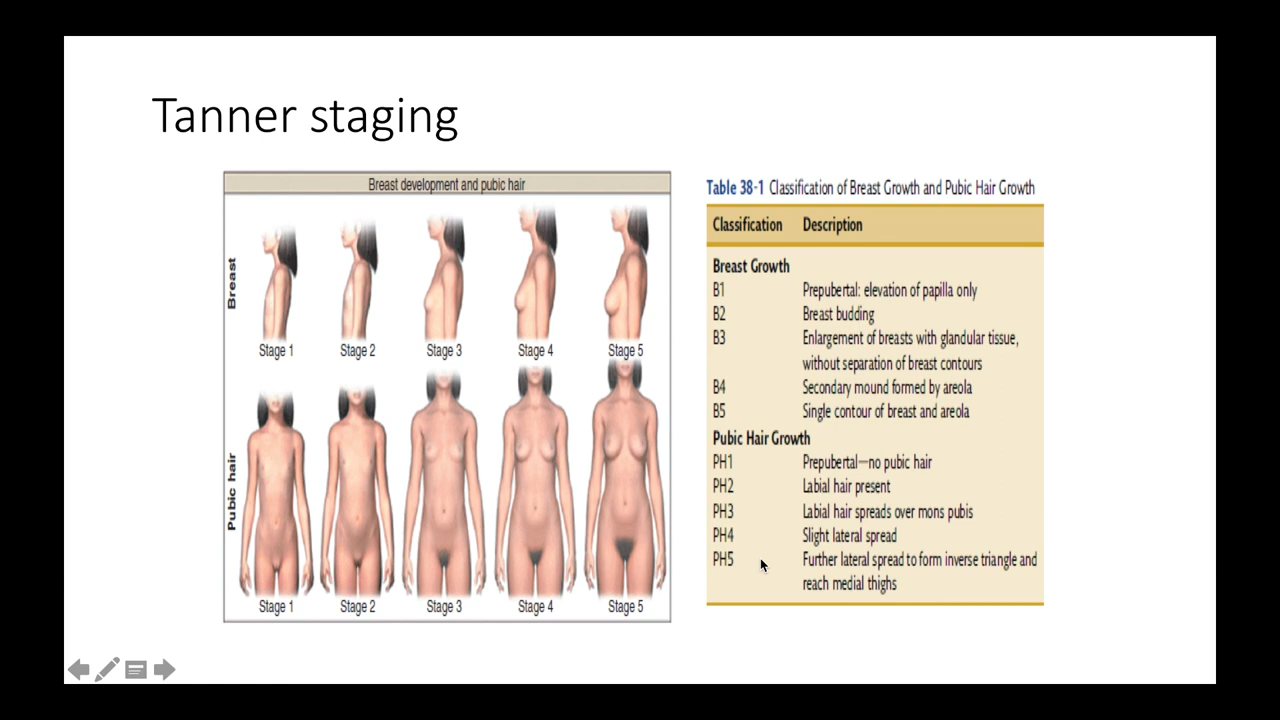 Tanner staging
Breast development and pubic hair
Breast
Stage 1 Stage 2 Stage 3 Stage 4 Stage 5
Pubic hair
Stage 1 Stage 2 Stage 3 Stage 4 Stage 5
Table 38-1 Classification of Breast Growth and Pubic Hair Growth
Classification Description
Breast Growth
B1 Prepubertal: elevation of papilla only
B2 Breast budding
B3 Enlargement of breasts with glandular tissue,
without separation of breast contours
B4 Secondary mound formed by areola
B5 Single contour of breast and areola
Pubic Hair Growth
PH1 Prepubertal—no pubic hair
PH2 Labial hair present
PH3 Labial hair spreads over mons pubis
PH4 Slight lateral spread
PH5 Further lateral spread to form inverse triangle and
reach medial thighs